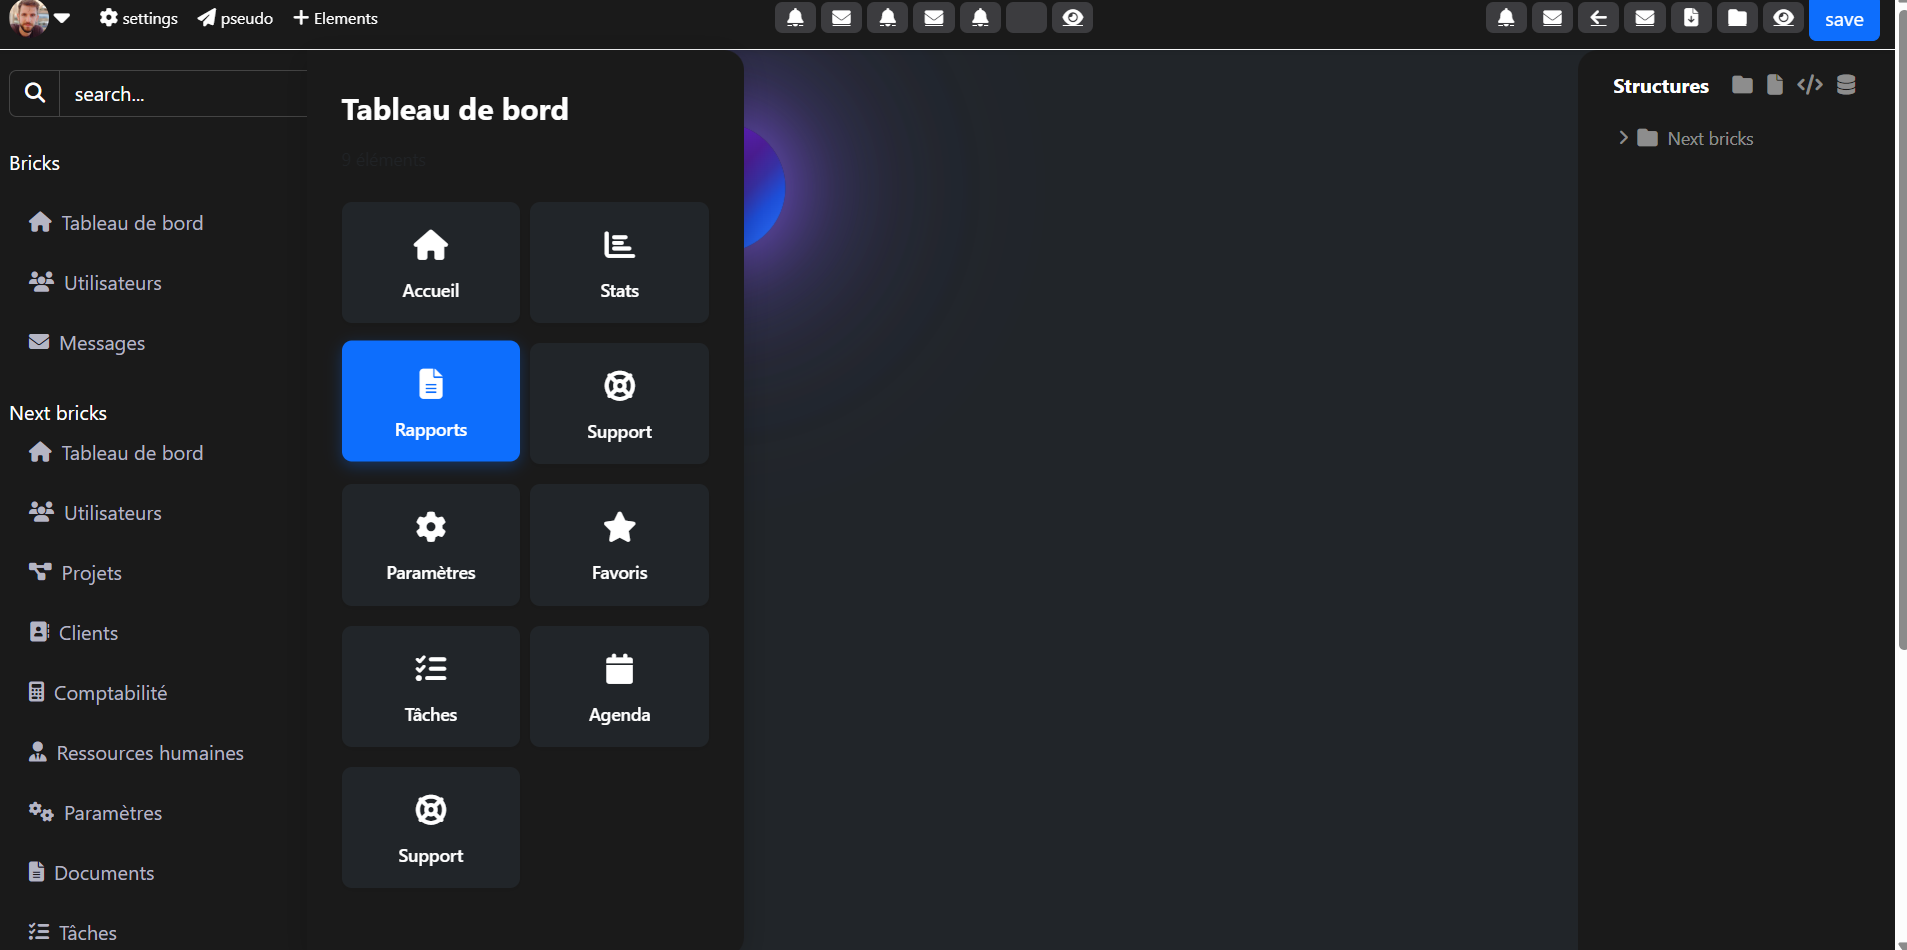 settings
pseudo
Elements
save
search...
Bricks
Tableau de bord
Utilisateurs
Messages
Next bricks
Tableau de bord
Utilisateurs
Projets
Clients
Comptabilité
Ressources humaines
Paramètres
Documents
Tâches
Tableau de bord
9 éléments
Accueil
Stats
Rapports
Support
Paramètres
Favoris
Tâches
Agenda
Support
Structures
Next bricks